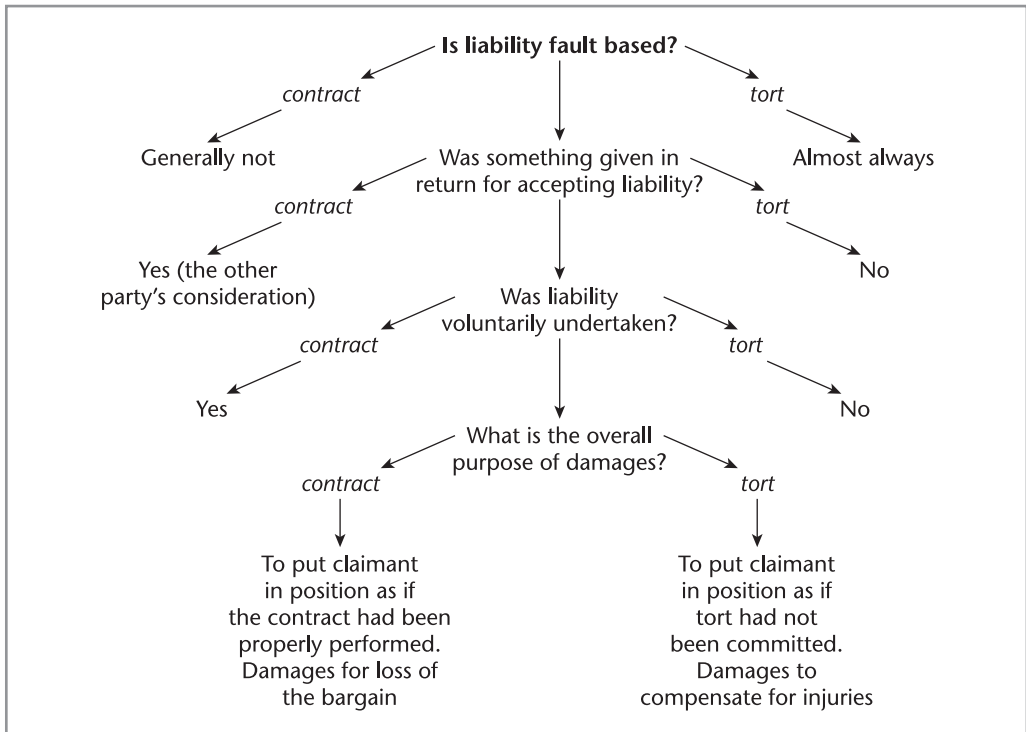 Is liability fault based?
contract
tort
Generally not
Was something given in
return for accepting liability?
Almost always
contract
tort
Yes (the other
party's consideration)
No
Was liability
voluntarily undertaken?
contract
tort
Yes
No
What is the overall
purpose of damages?
contract
tort
To put claimant
in position as if
the contract had been
properly performed.
Damages for loss of
the bargain
To put claimant
in position as if
tort had not
been committed.
Damages to
compensate for injuries